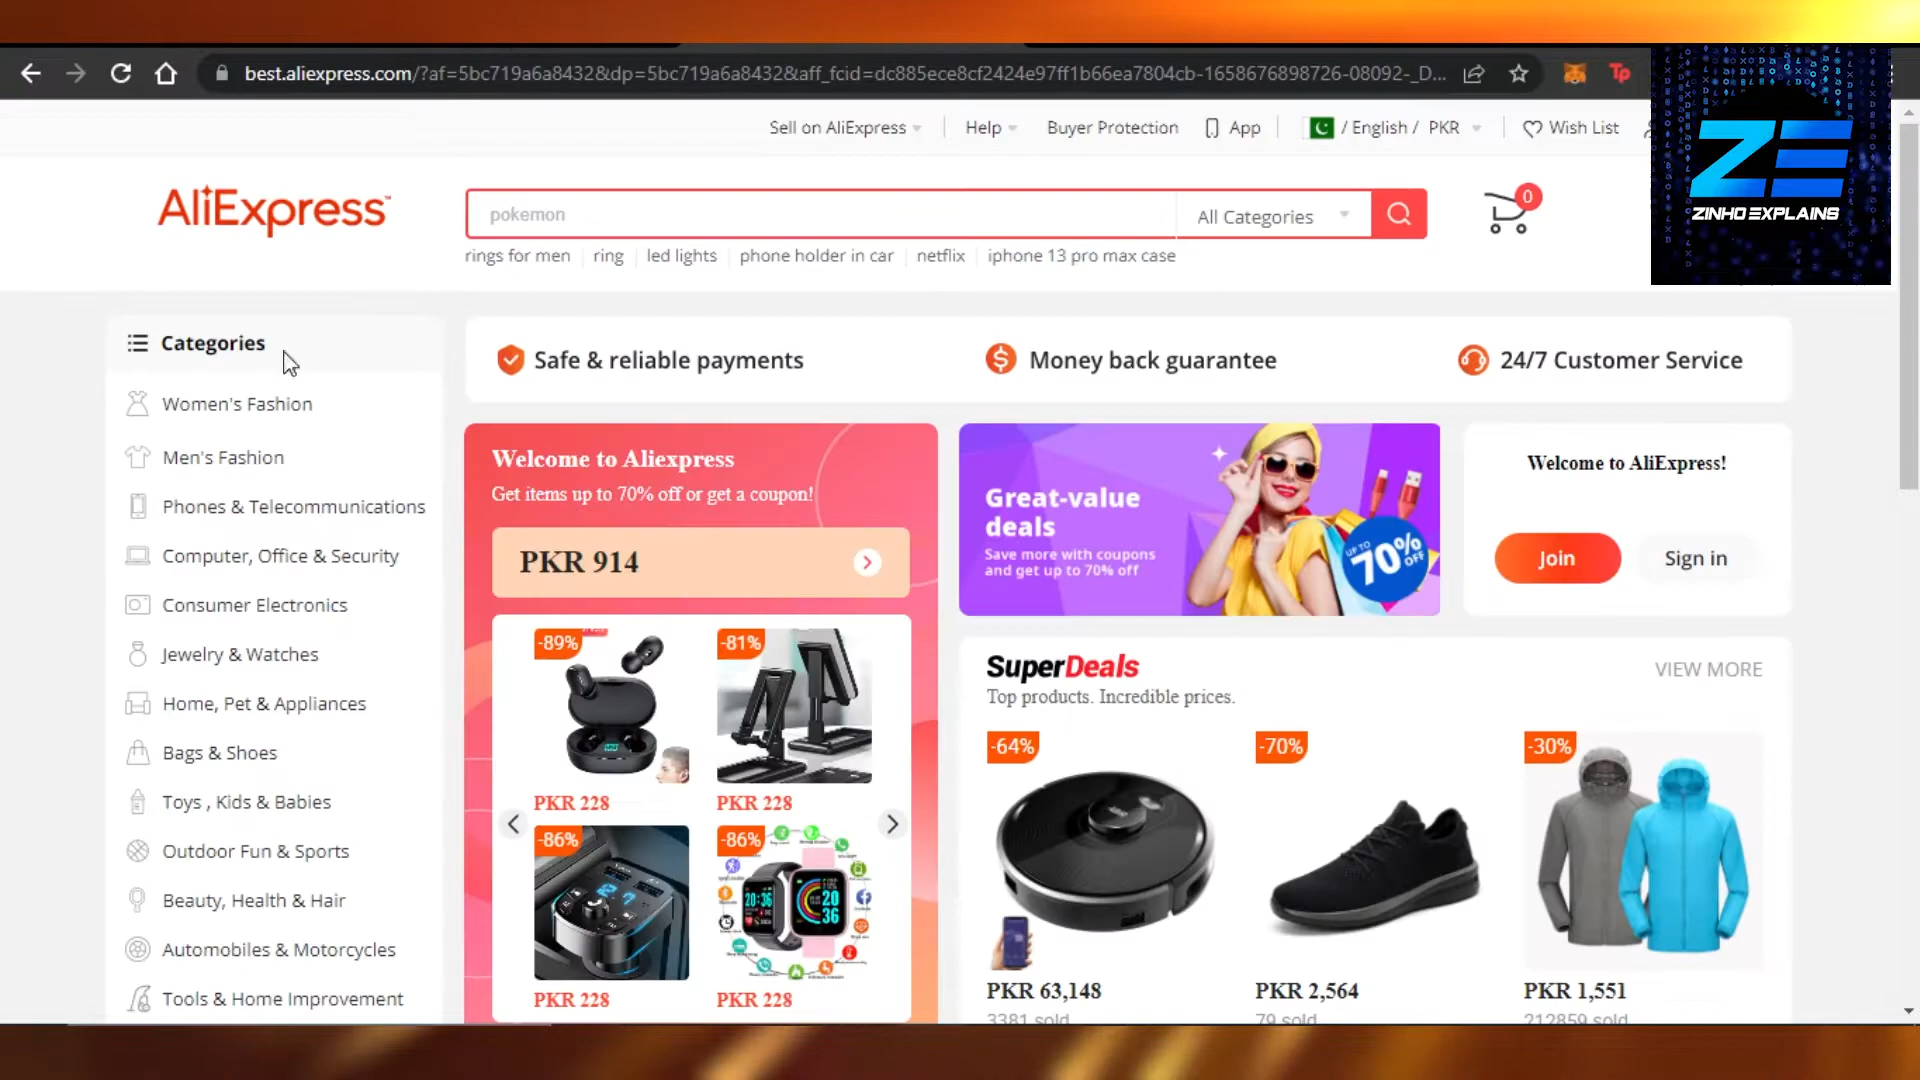 best.aliexpress.com/?af=5bc719a6a8432&dp=5bc719a6a8432&aff_fcid=dc885ece8cf2424e97ff1b66ea7804cb-1658676898726-08092-_D...
Tp
Sell on AliExpress
Help
Buyer Protection
App
/ English / PKR
Wish List
ZE
ZINHO EXPLAINS
AliExpress
pokemon
All Categories
0
rings for men
ring
led lights
phone holder in car
netflix
iphone 13 pro max case
Categories
Women's Fashion
Men's Fashion
Phones & Telecommunications
Computer, Office & Security
Consumer Electronics
Jewelry & Watches
Home, Pet & Appliances
Bags & Shoes
Toys , Kids & Babies
Outdoor Fun & Sports
Beauty, Health & Hair
Automobiles & Motorcycles
Tools & Home Improvement
Safe & reliable payments
Money back guarantee
24/7 Customer Service
Welcome to Aliexpress
Get items up to 70% off or get a coupon!
PKR 914
-89%
-81%
PKR 228
PKR 228
-86%
-86%
PKR 228
PKR 228
Great-value
deals
Save more with coupons
and get up to 70% off
UP TO
70%
OFF
Welcome to AliExpress!
Join
Sign in
SuperDeals
VIEW MORE
Top products. Incredible prices.
-64%
-70%
-30%
PKR 63,148
PKR 2,564
PKR 1,551
3381 sold
79 sold
212859 sold